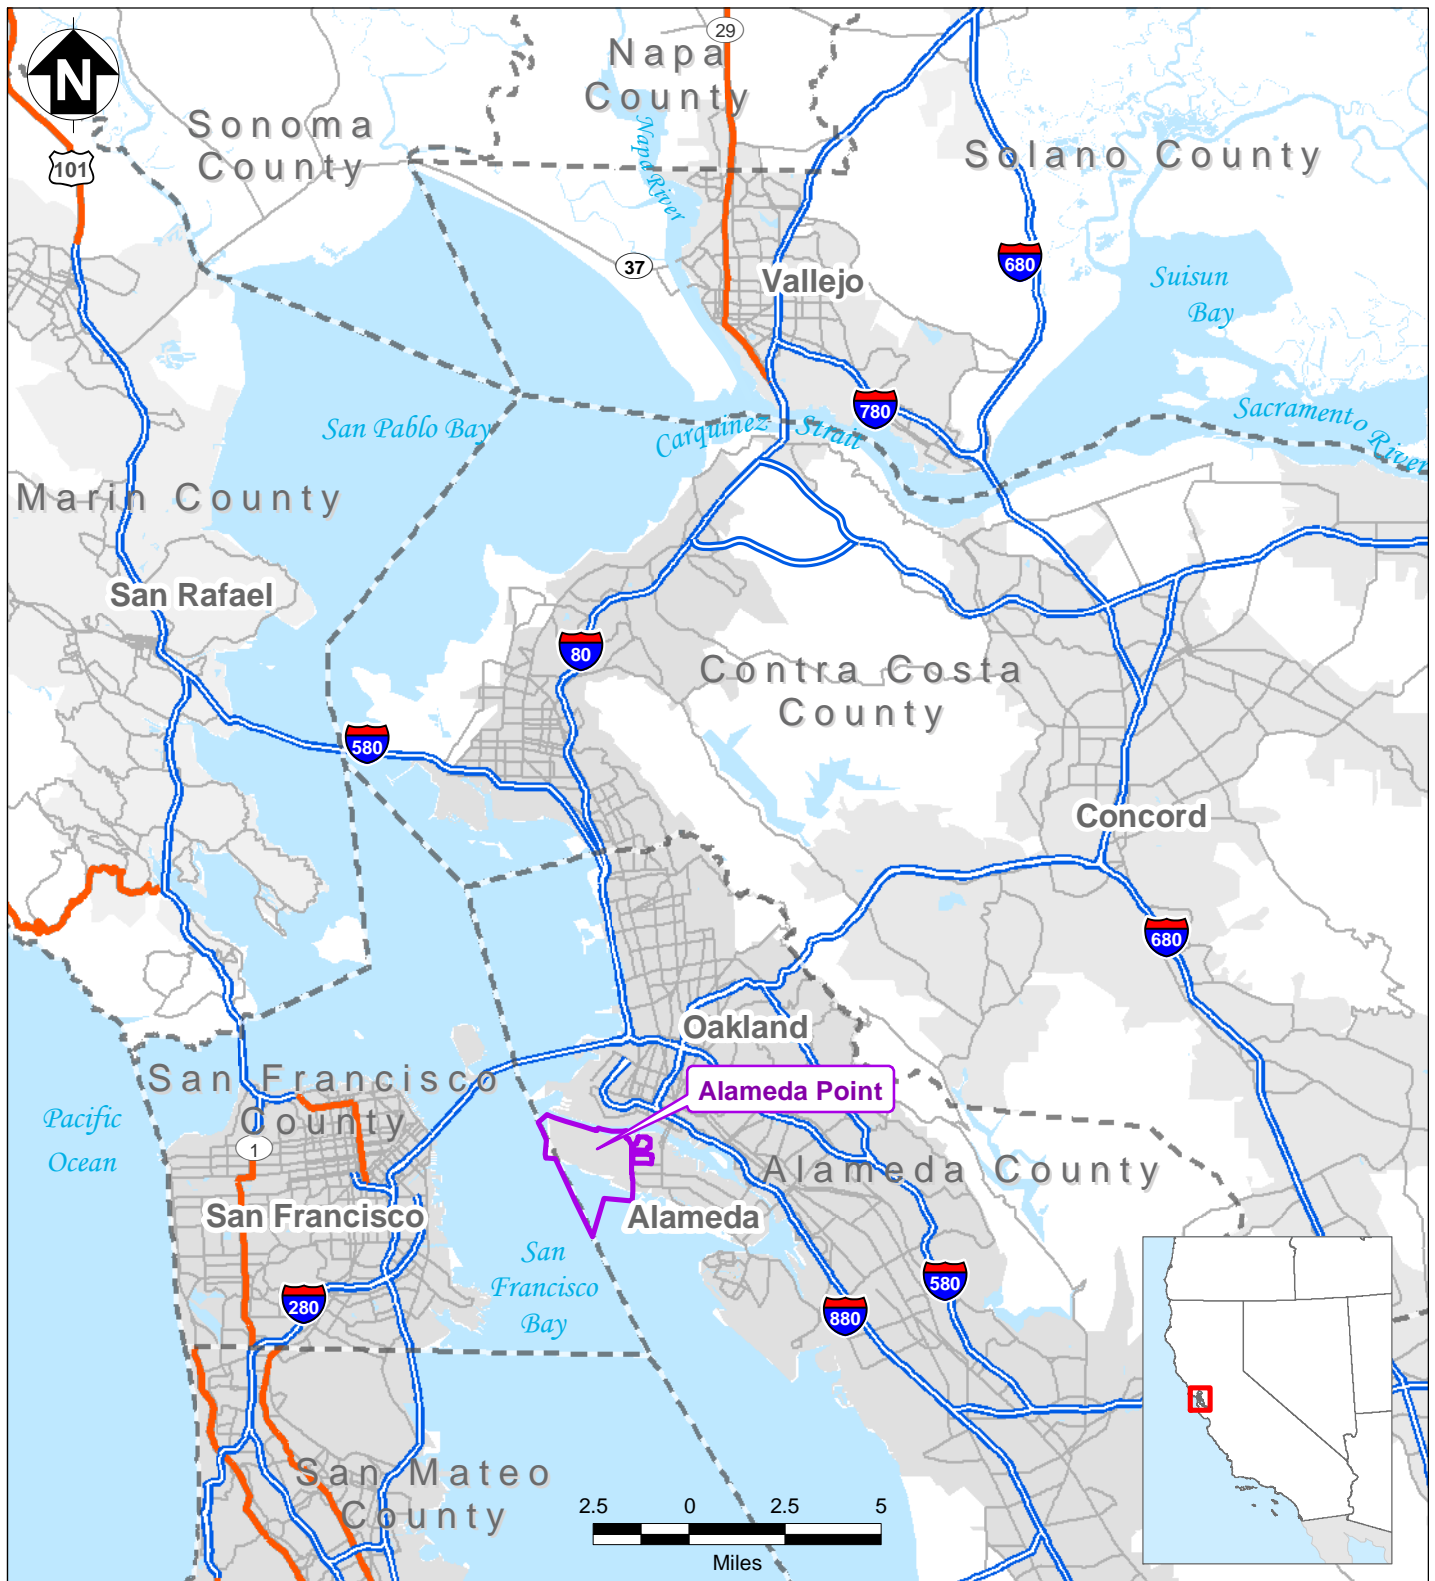 29
Napa
County
N
Sonoma
County
Napa River
Solano County
101
37
680
Vallejo
Suisun
Bay
780
San Pablo Bay
Carquinez Strait
Sacramento River
Marin County
San Rafael
80
Contra Costa
County
580
Concord
680
Oakland
San Francisco
County
Alameda Point
Pacific
Ocean
1
Alameda County
San Francisco
Alameda
San
Francisco
Bay
580
280
880
San Mateo
County
2.5 0 2.5 5
Miles